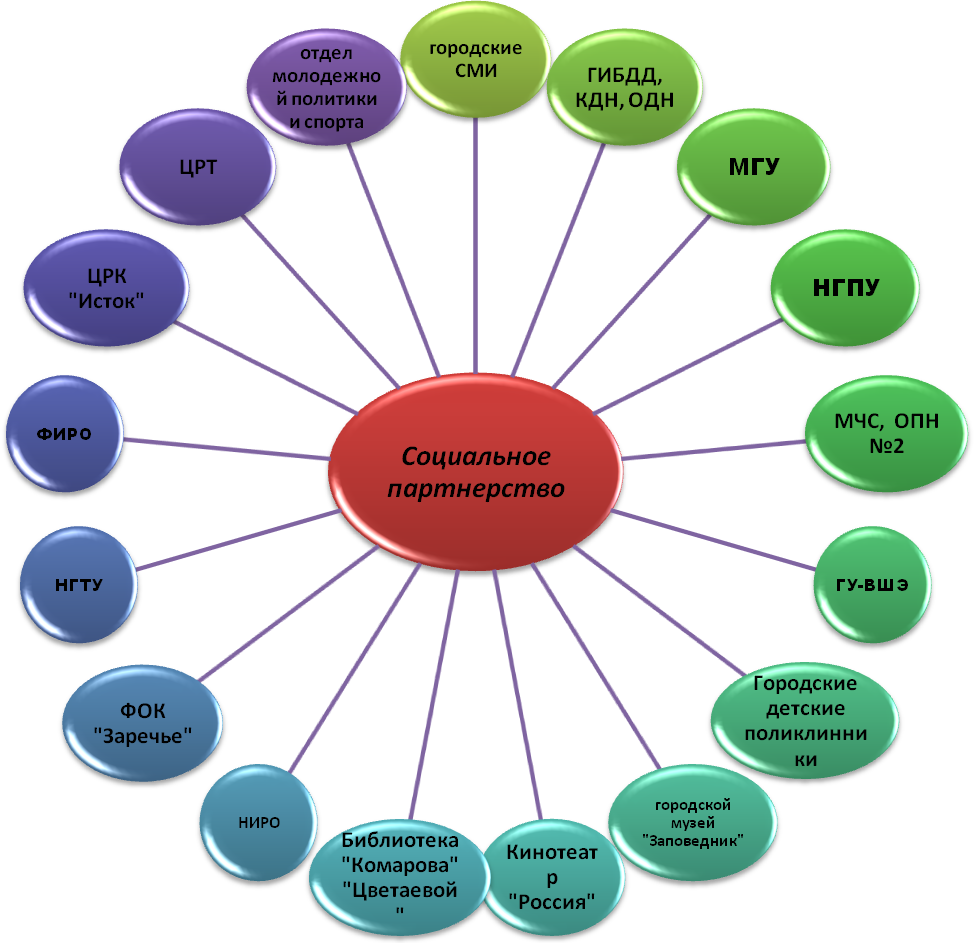 Социальное
партнерство
городские
СМИ
ГИБДД,
КДН, ОДН
МГУ
НГПУ
МЧС, ОПН
№2
ГУ-ВШЭ
Городские
детские
поликлинни
ки
городской
музей
"Заповедник"
Кинотеат
р
"Россия"
Библиотека
"Комарова"
"Цветаевой
"
НИРО
ФОК
"Заречье"
НГТУ
ФИРО
ЦРК
"Исток"
ЦРТ
отдел
молодежно
й политики
и спорта